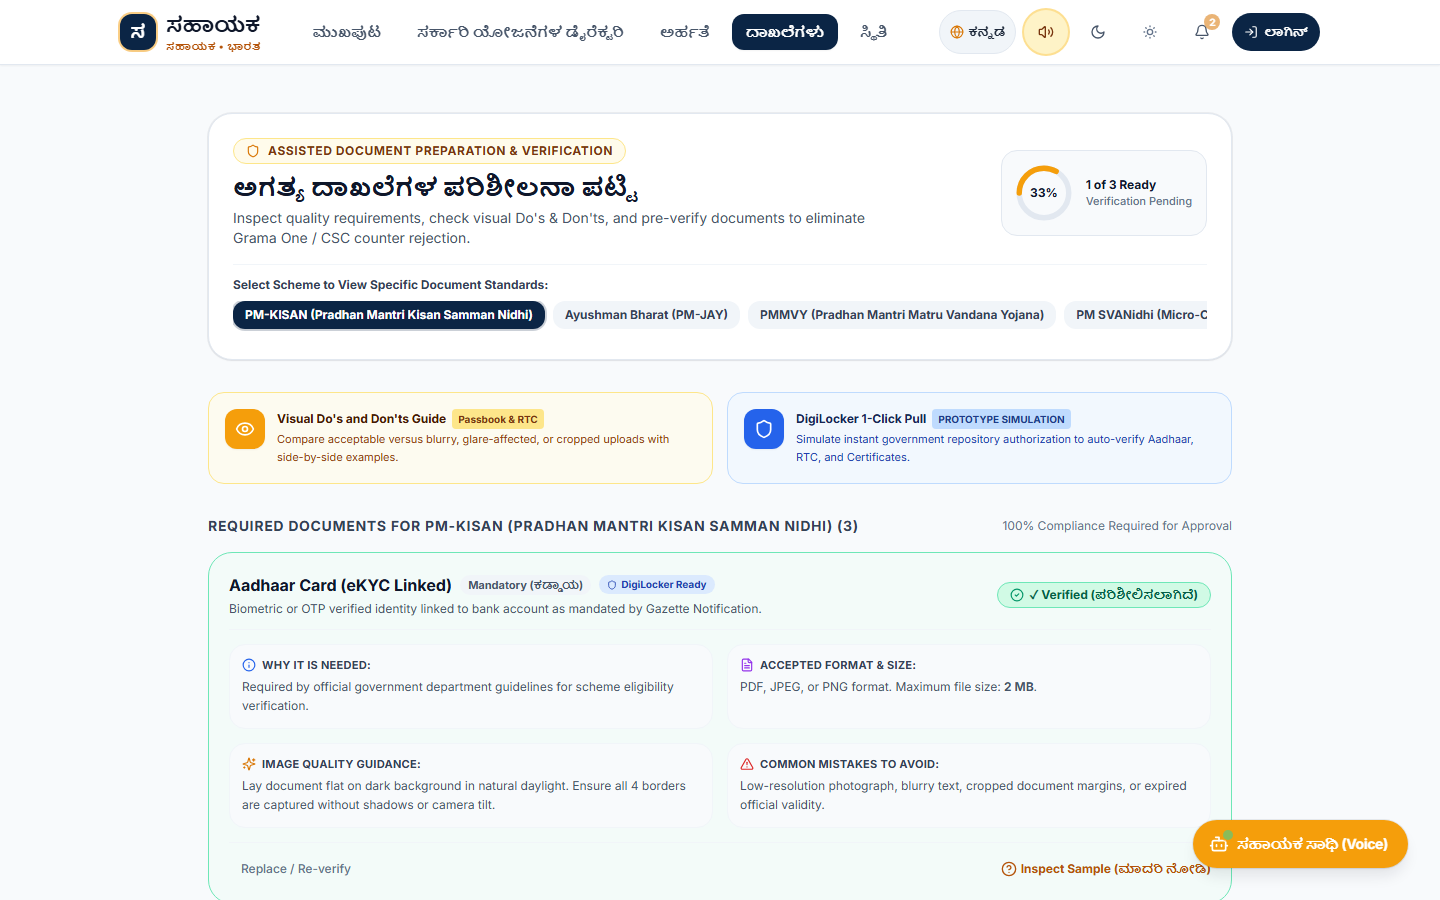 ಸ
ಸಹಾಯಕ
ಸಹಾಯಕ • ಭಾರತ
ಮುಖಪುಟ
ಸರ್ಕಾರಿ ಯೋಜನೆಗಳ ಡೈರೆಕ್ಟರಿ
ಅರ್ಹತೆ
ದಾಖಲೆಗಳು
ಸ್ಥಿತಿ
ಕನ್ನಡ
2
ಲಾಗಿನ್
ASSISTED DOCUMENT PREPARATION & VERIFICATION
ಅಗತ್ಯ ದಾಖಲೆಗಳ ಪರಿಶೀಲನಾ ಪಟ್ಟಿ
Inspect quality requirements, check visual Do's & Don'ts, and pre-verify documents to eliminate
Grama One / CSC counter rejection.
33%
1 of 3 Ready
Verification Pending
Select Scheme to View Specific Document Standards:
PM-KISAN (Pradhan Mantri Kisan Samman Nidhi)
Ayushman Bharat (PM-JAY)
PMMVY (Pradhan Mantri Matru Vandana Yojana)
PM SVANidhi (Micro-C
Visual Do's and Don'ts Guide
Passbook & RTC
Compare acceptable versus blurry, glare-affected, or cropped uploads with
side-by-side examples.
DigiLocker 1-Click Pull
PROTOTYPE SIMULATION
Simulate instant government repository authorization to auto-verify Aadhaar,
RTC, and Certificates.
REQUIRED DOCUMENTS FOR PM-KISAN (PRADHAN MANTRI KISAN SAMMAN NIDHI) (3)
100% Compliance Required for Approval
Aadhaar Card (eKYC Linked)
Mandatory (ಕಡ್ಡಾಯ)
DigiLocker Ready
Biometric or OTP verified identity linked to bank account as mandated by Gazette Notification.
✓ Verified (ಪರಿಶೀಲಿಸಲಾಗಿದೆ)
WHY IT IS NEEDED:
Required by official government department guidelines for scheme eligibility
verification.
ACCEPTED FORMAT & SIZE:
PDF, JPEG, or PNG format. Maximum file size: 2 MB.
IMAGE QUALITY GUIDANCE:
Lay document flat on dark background in natural daylight. Ensure all 4 borders
are captured without shadows or camera tilt.
COMMON MISTAKES TO AVOID:
Low-resolution photograph, blurry text, cropped document margins, or expired
official validity.
Replace / Re-verify
Inspect Sample (ಮಾದರಿ ನೋಡಿ)
ಸಹಾಯಕ ಸಾಥಿ (Voice)